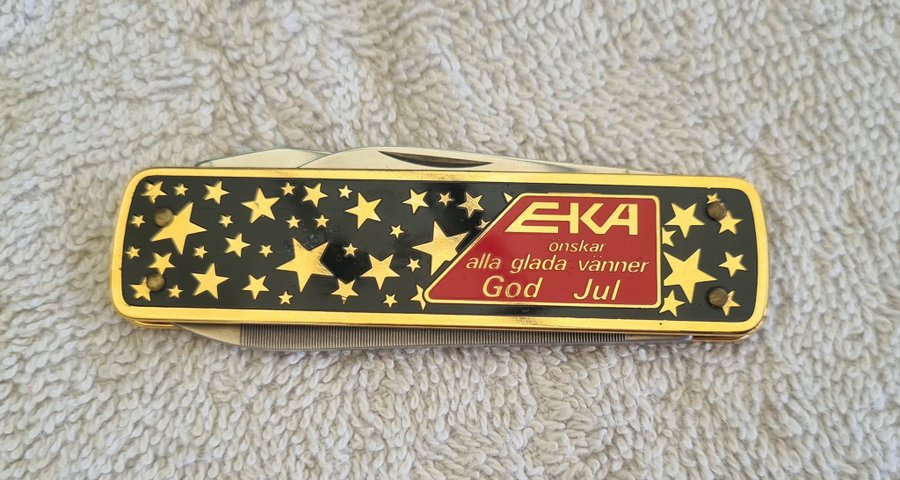 EKA
önskar
alla glada vänner
God Jul